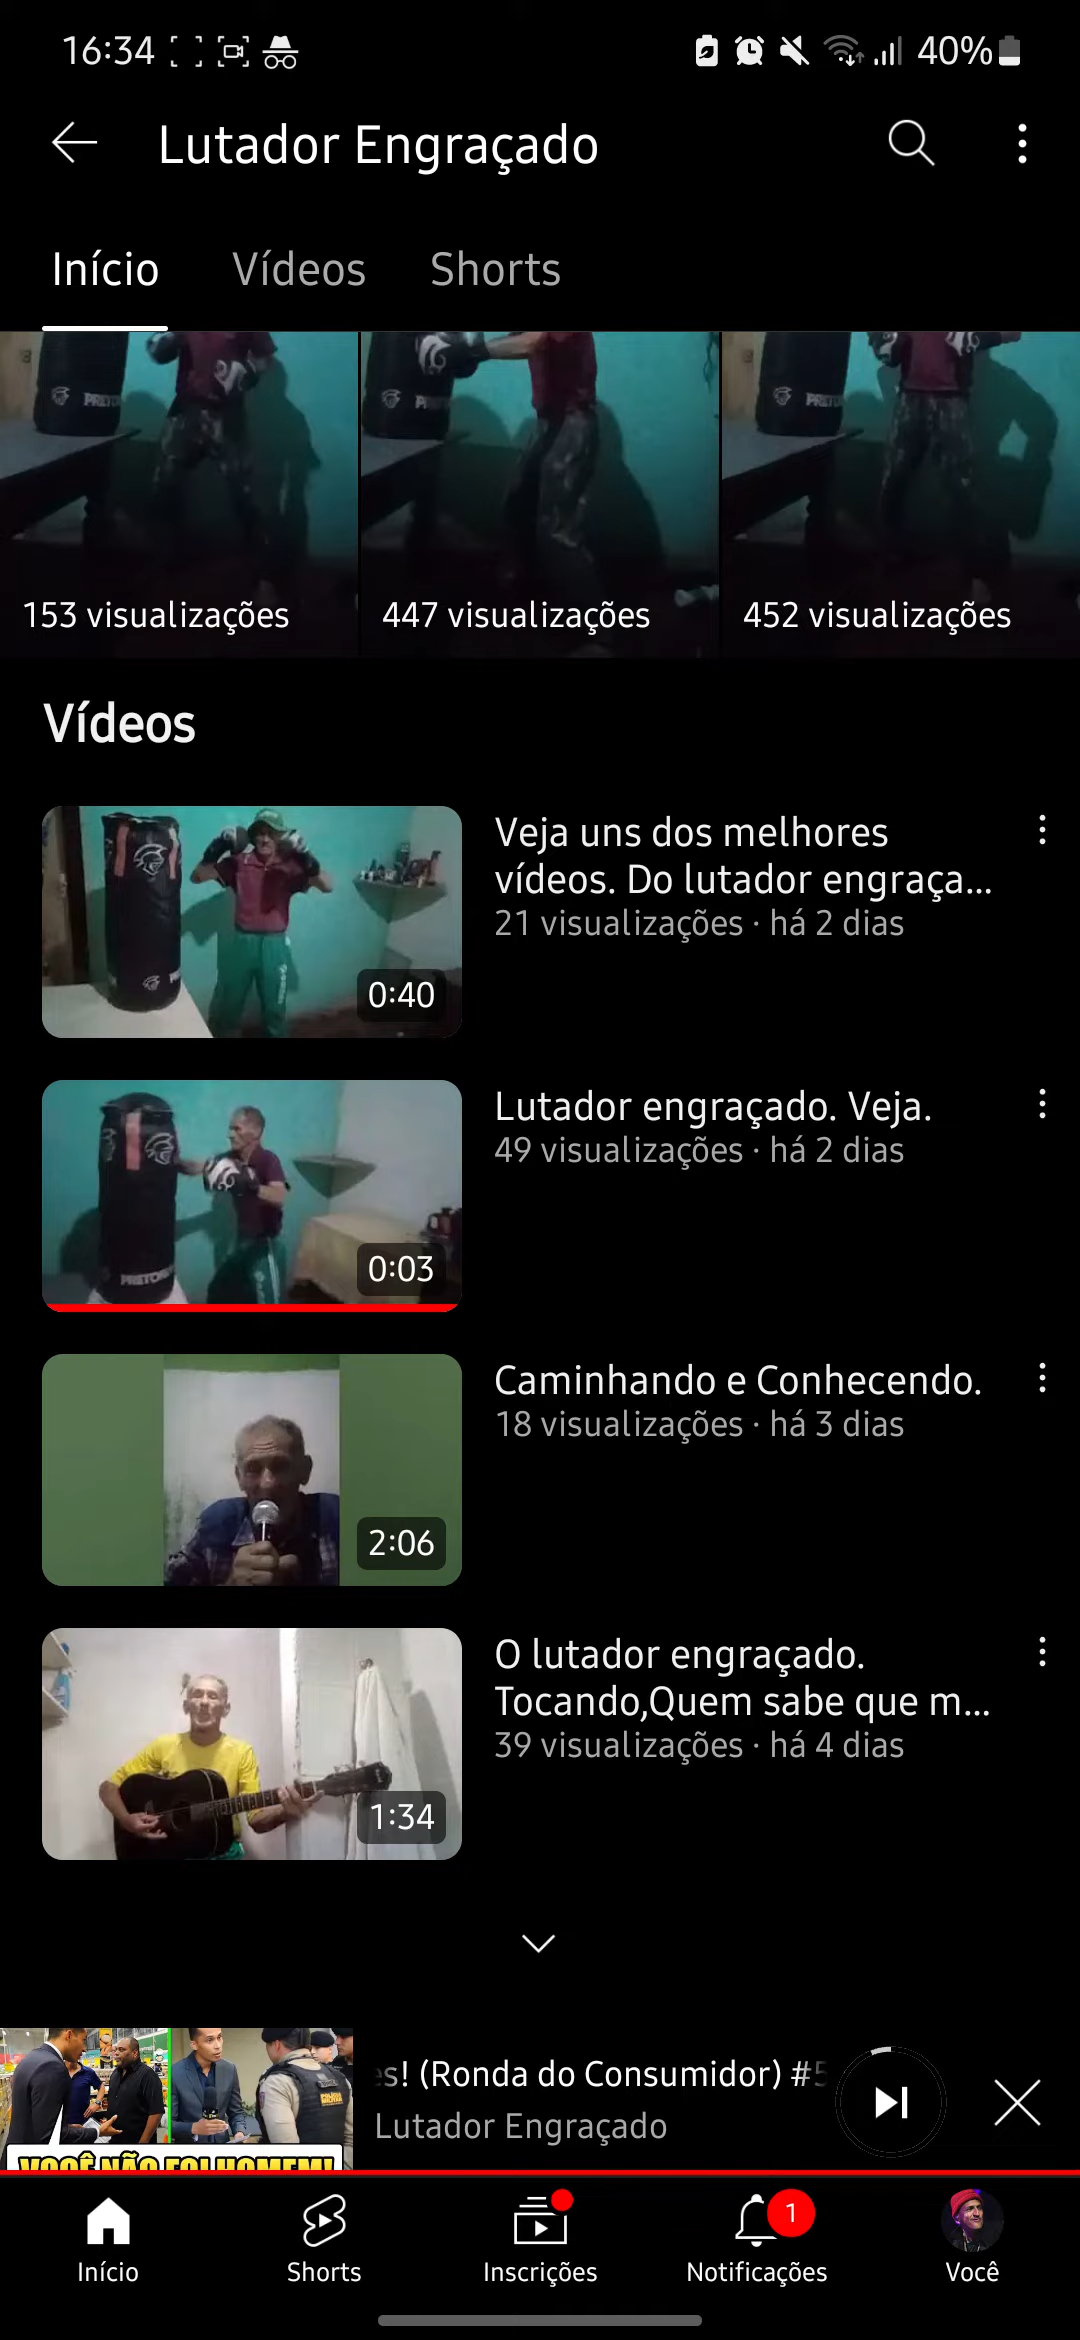 16:34
40%
Lutador Engraçado
Início
Vídeos
Shorts
153 visualizações
447 visualizações
452 visualizações
Vídeos
0:40
Veja uns dos melhores
vídeos. Do lutador engraça...
21 visualizações · há 2 dias
0:03
Lutador engraçado. Veja.
49 visualizações · há 2 dias
2:06
Caminhando e Conhecendo.
18 visualizações · há 3 dias
1:34
O lutador engraçado.
Tocando,Quem sabe que m...
39 visualizações · há 4 dias
es! (Ronda do Consumidor) #5
Lutador Engraçado
1
Início
Shorts
Inscrições
Notificações
Você